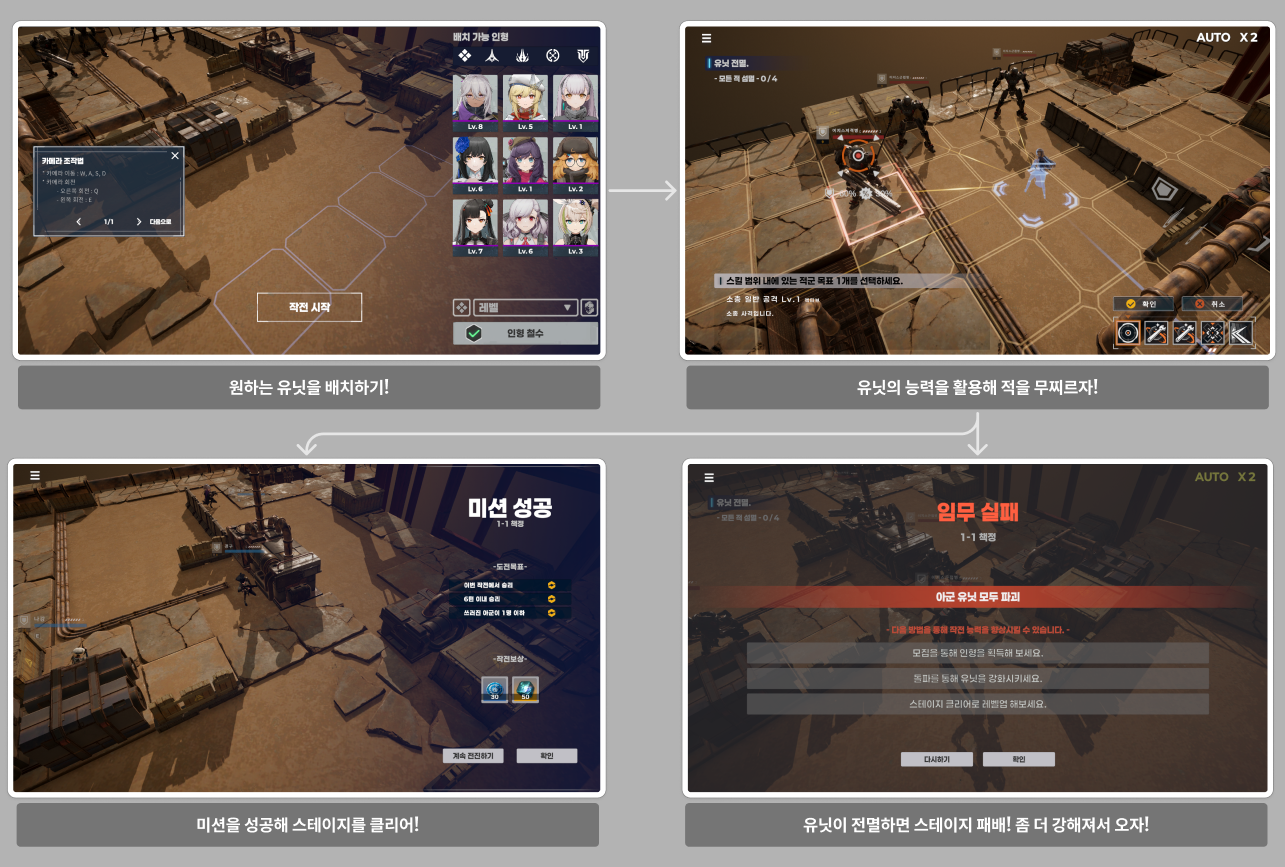 배치 가능 인형
Lv.8
Lv.5
Lv.1
Lv.6
Lv.1
Lv.2
Lv.7
Lv.6
Lv.3
카메라 조작법
* 카메라 이동 : W, A, S, D
* 카메라 회전
- 오른쪽 회전 : Q
- 왼쪽 회전 : E
1/1
다음으로
작전 시작
레벨
인형 철수
원하는 유닛을 배치하기!
AUTO X 2
유닛 전멸.
- 모든 적 섬멸 - 0 / 4
스킬 범위 내에 있는 적군 목표 1개를 선택하세요.
소총 일반 공격 Lv.1
소총 사격입니다.
확인
취소
유닛의 능력을 활용해 적을 무찌르자!
미션 성공
1-1 책정
-도전목표-
이번 작전에서 승리
6턴 이내 승리
쓰러진 아군이 1명 이하
-작전보상-
30
50
계속 전진하기
확인
미션을 성공해 스테이지를 클리어!
AUTO X 2
유닛 전멸.
- 모든 적 섬멸 - 0 / 4
임무 실패
1-1 책정
아군 유닛 모두 파괴
- 다음 방법을 통해 작전 능력을 향상시킬 수 있습니다. -
모집을 통해 인형을 획득해 보세요.
돌파를 통해 유닛을 강화시키세요.
스테이지 클리어로 레벨업 해보세요.
다시하기
확인
유닛이 전멸하면 스테이지 패배! 좀 더 강해져서 오자!